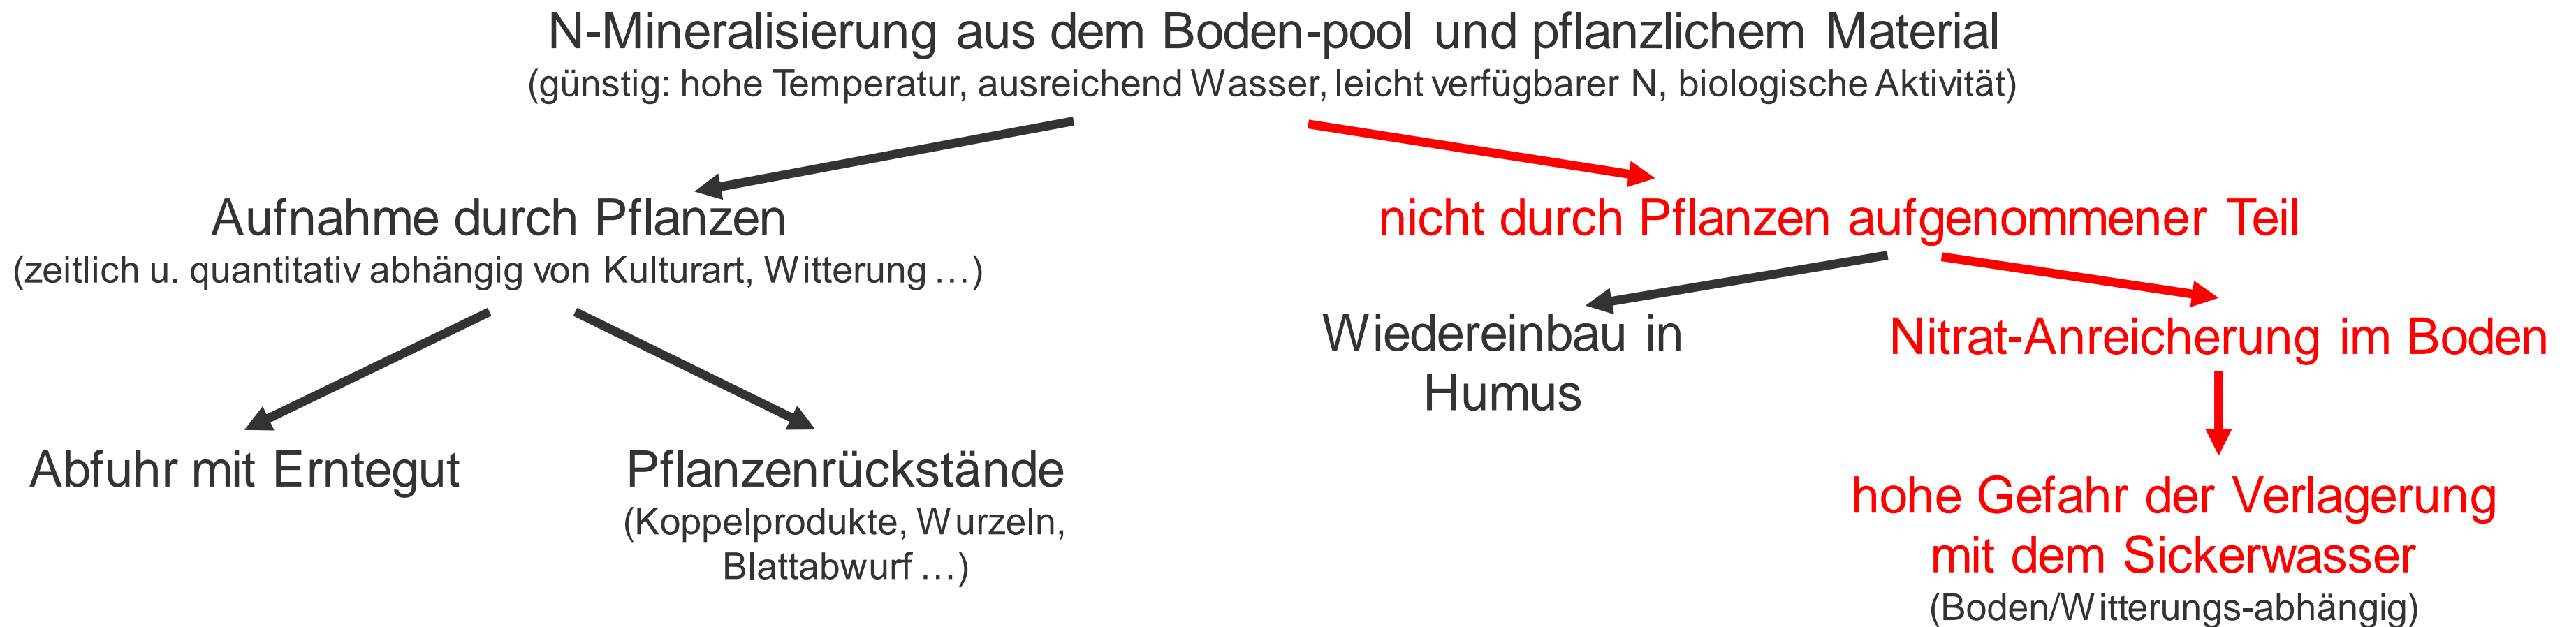 N-Mineralisierung aus dem Boden-pool und pflanzlichem Material
(günstig: hohe Temperatur, ausreichend Wasser, leicht verfügbarer N, biologische Aktivität)
Aufnahme durch Pflanzen
(zeitlich u. quantitativ abhängig von Kulturart, Witterung …)
nicht durch Pflanzen aufgenommener Teil
Wiedereinbau in
Humus
Nitrat-Anreicherung im Boden
Abfuhr mit Erntegut
Pflanzenrückstände
(Koppelprodukte, Wurzeln,
Blattabwurf …)
hohe Gefahr der Verlagerung
mit dem Sickerwasser
(Boden/Witterungs-abhängig)